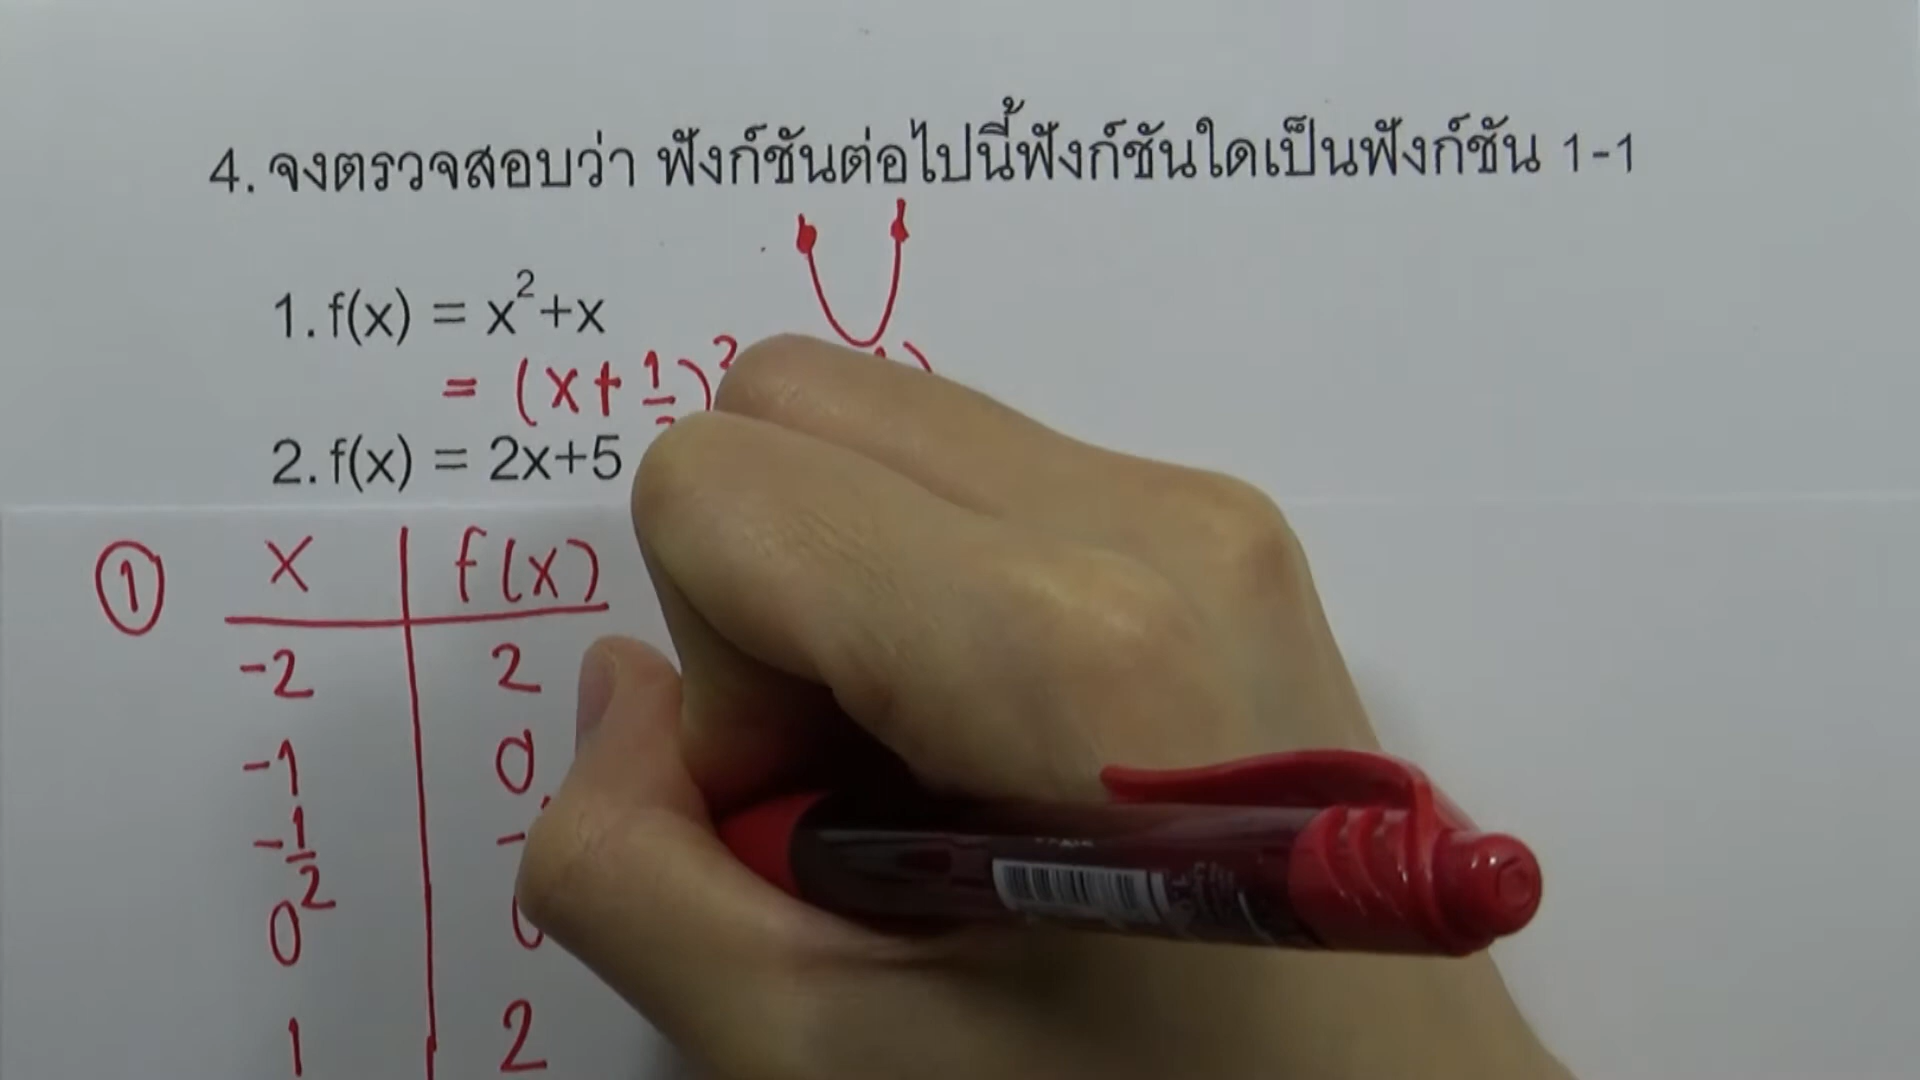 4. จงตรวจสอบว่า ฟังก์ชันต่อไปนี้ฟังก์ชันใดเป็นฟังก์ชัน 1-1
1. f(x) = x²+x
= (x+1/2)²
2. f(x) = 2x+5
① x f(x)
-2 2
-1 0
-1/2 -
0 0
1 2